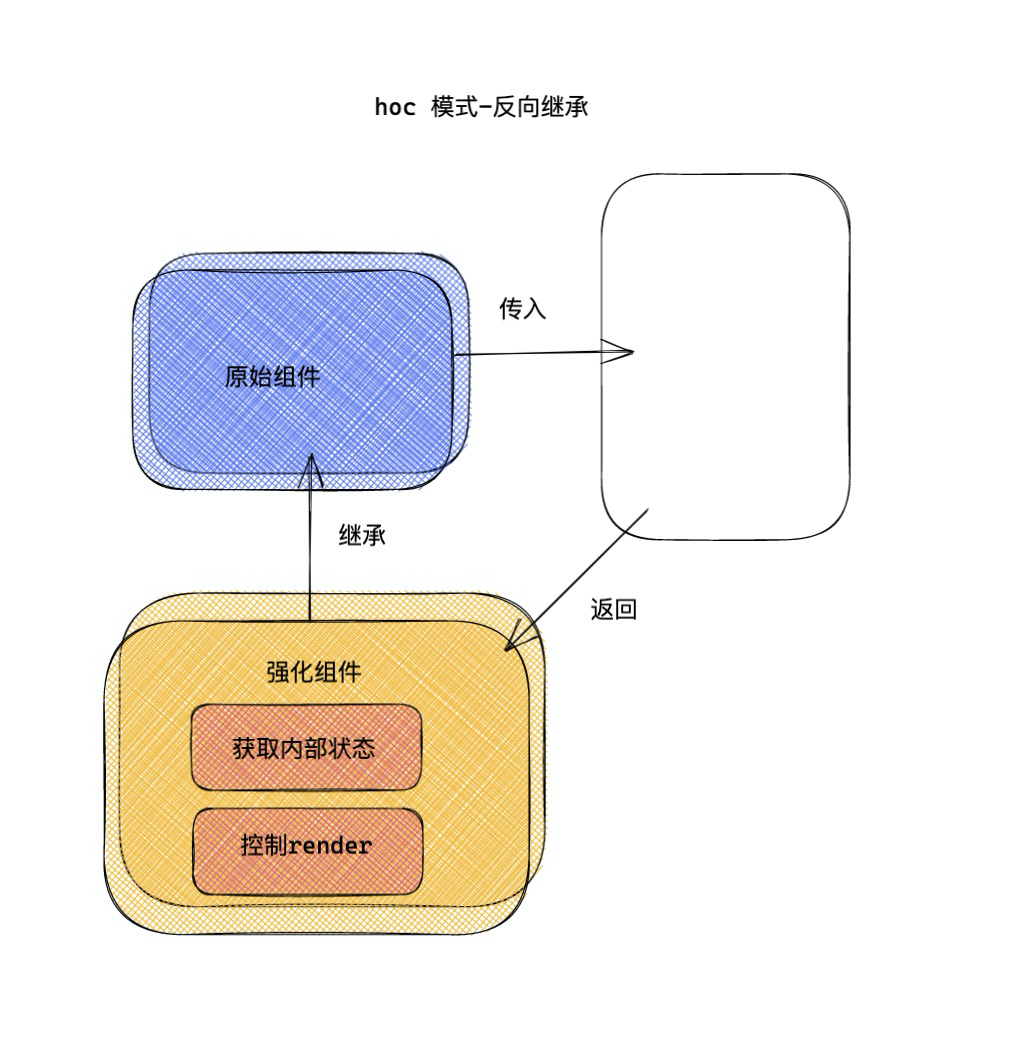 hoc 模式-反向继承
传入
原始组件
继承
返回
强化组件
获取内部状态
控制render